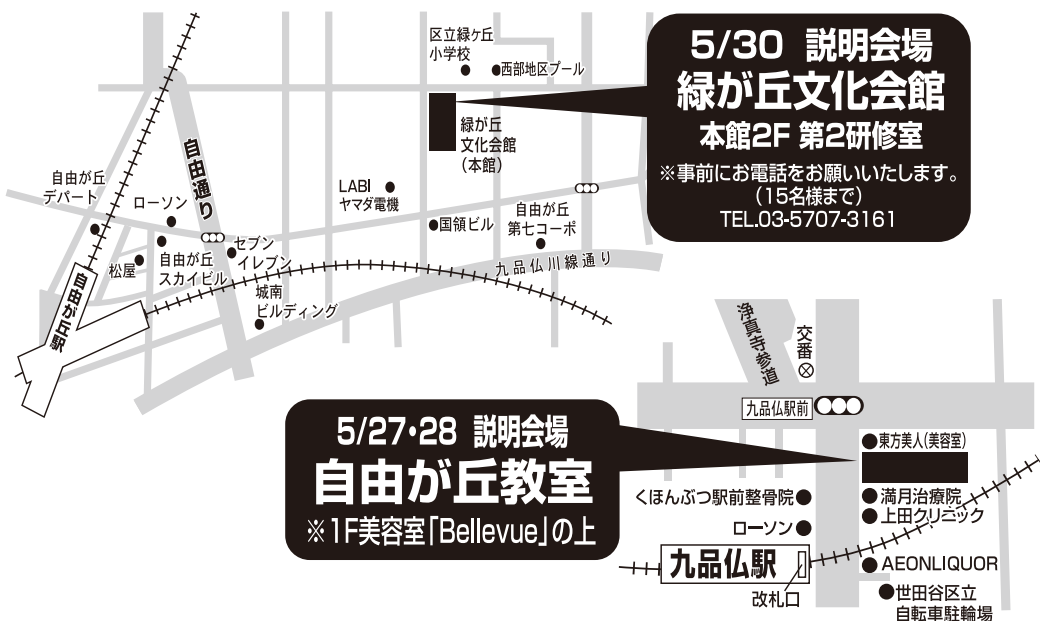 区立緑ケ丘
小学校
西部地区プール
5/30 説明会場
緑が丘文化会館
本館2F 第2研修室
※事前にお電話をお願いいたします。
(15名様まで)
TEL.03-5707-3161
緑が丘
文化会館
(本館)
自由通り
自由が丘
デパート
ローソン
LABI
ヤマダ電機
国領ビル
自由が丘
第七コーポ
松屋
自由が丘
スカイビル
セブン
イレブン
九品仏川線通り
城南
ビルディング
自由が丘駅
浄真寺参道
交番
九品仏駅前
5/27・28 説明会場
自由が丘教室
※1F美容室「Bellevue」の上
東方美人(美容室)
くほんぶつ駅前整骨院
満月治療院
上田クリニック
ローソン
九品仏駅
改札口
AEONLIQUOR
世田谷区立
自転車駐輪場